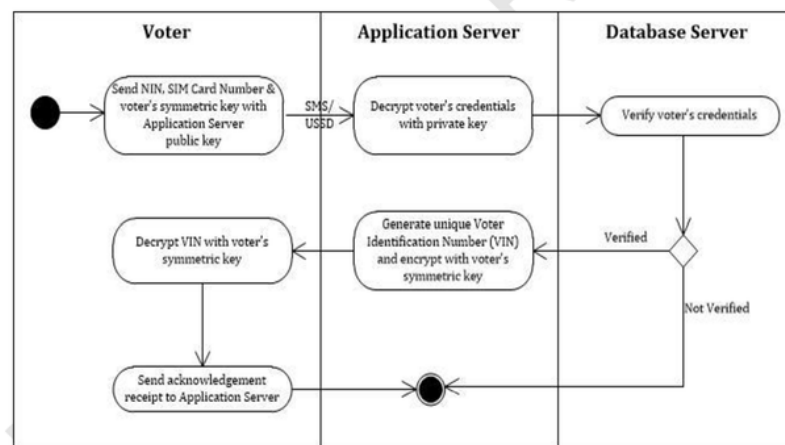 Voter
Application Server
Database Server
Send NIN, SIM Card Number &
voter's symmetric key with
Application Server
public key
SMS/
USSD
Decrypt voter's credentials
with private key
Verify voter's credentials
Decrypt VIN with voter's
symmetric key
Generate unique Voter
Identification Number (VIN)
and encrypt with voter's
symmetric key
Verified
Not Verified
Send acknowledgement
receipt to Application Server